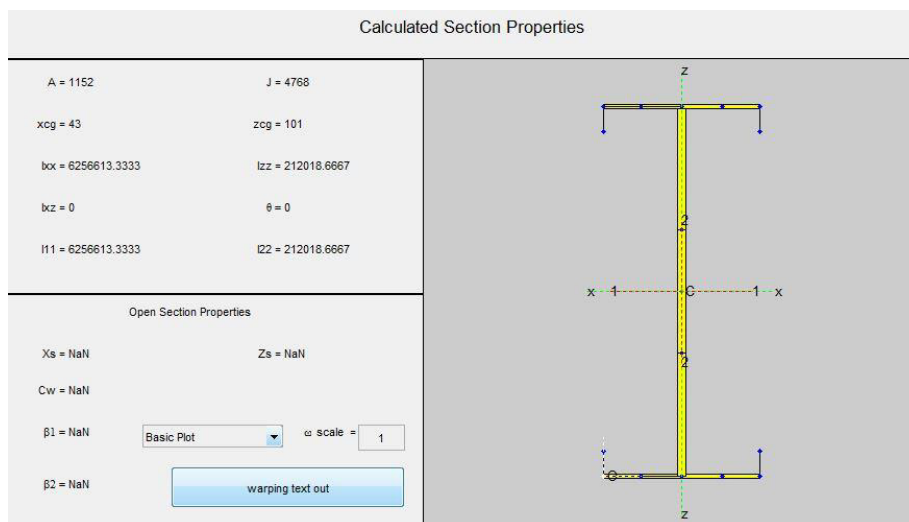 Calculated Section Properties
A = 1152 J = 4768
xcg = 43 zcg = 101
Ixx = 6256613.3333 Izz = 212018.6667
Ixz = 0 θ = 0
I11 = 6256613.3333 I22 = 212018.6667
Open Section Properties
Xs = NaN Zs = NaN
Cw = NaN
β1 = NaN Basic Plot ω scale = 1
β2 = NaN warping text out
z
2
x 1 C 1 x
2
O
z